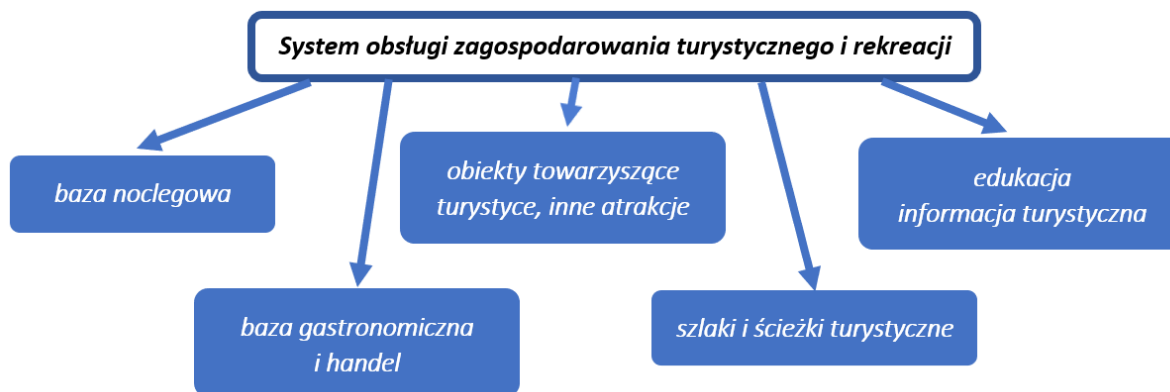 System obsługi zagospodarowania turystycznego i rekreacji
baza noclegowa
obiekty towarzyszące
turystyce, inne atrakcje
edukacja
informacja turystyczna
baza gastronomiczna
i handel
szlaki i ścieżki turystyczne